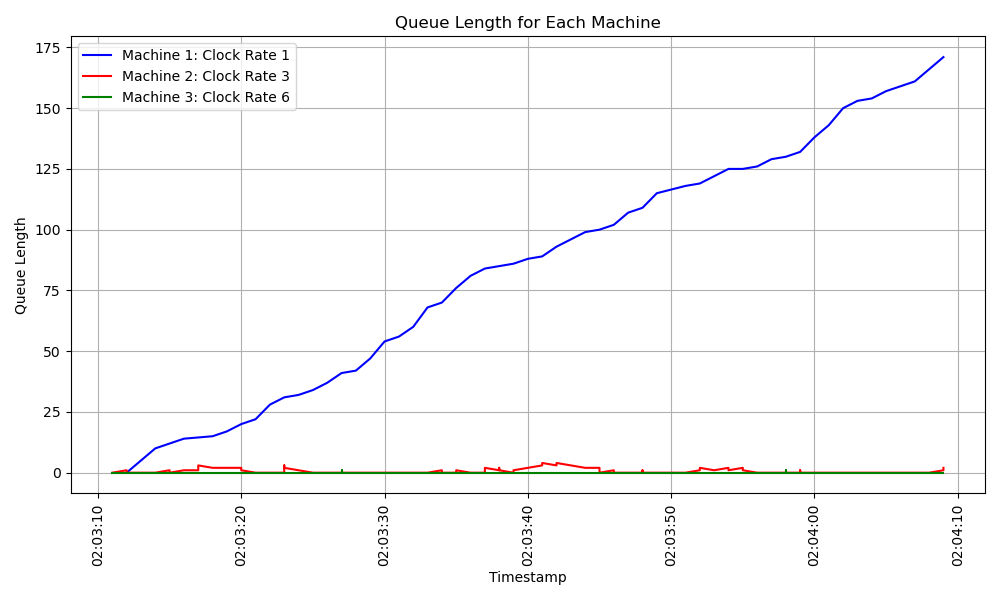 Queue Length for Each Machine
Machine 1: Clock Rate 1
Machine 2: Clock Rate 3
Machine 3: Clock Rate 6
Queue Length
175
150
125
100
75
50
25
0
02:03:10
02:03:20
02:03:30
02:03:40
02:03:50
02:04:00
02:04:10
Timestamp